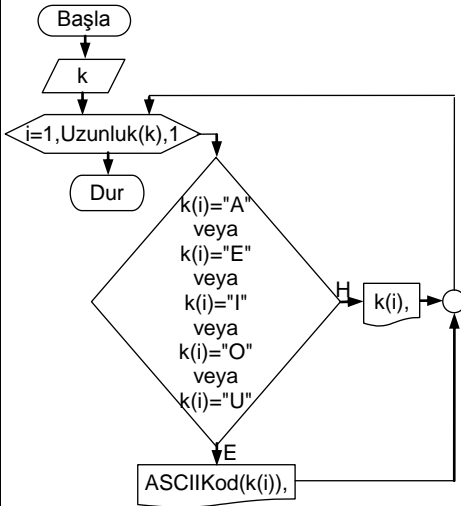 Başla
k
i=1,Uzunluk(k),1
Dur
k(i)="A"
veya
k(i)="E"
veya
k(i)="I"
veya
k(i)="O"
veya
k(i)="U"
H
k(i),
E
ASCIIKod(k(i)),